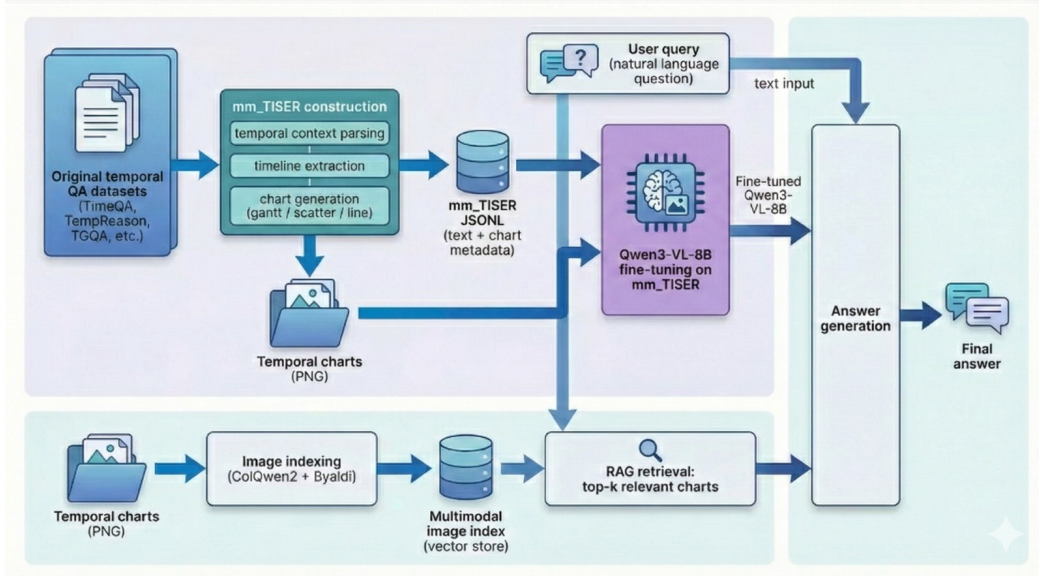 Original temporal
QA datasets
(TimeQA,
TempReason,
TGQA, etc.)
mm_TISER construction
temporal context parsing
timeline extraction
chart generation
(gantt / scatter / line)
mm_TISER
JSONL
(text + chart
metadata)
Temporal charts
(PNG)
?
User query
(natural language
question)
text input
Qwen3-VL-8B
fine-tuning on
mm_TISER
Fine-tuned
Qwen3-
VL-8B
Answer
generation
Final
answer
Temporal charts
(PNG)
Image indexing
(ColQwen2 + Byaldi)
Multimodal
image index
(vector store)
RAG retrieval:
top-k relevant charts